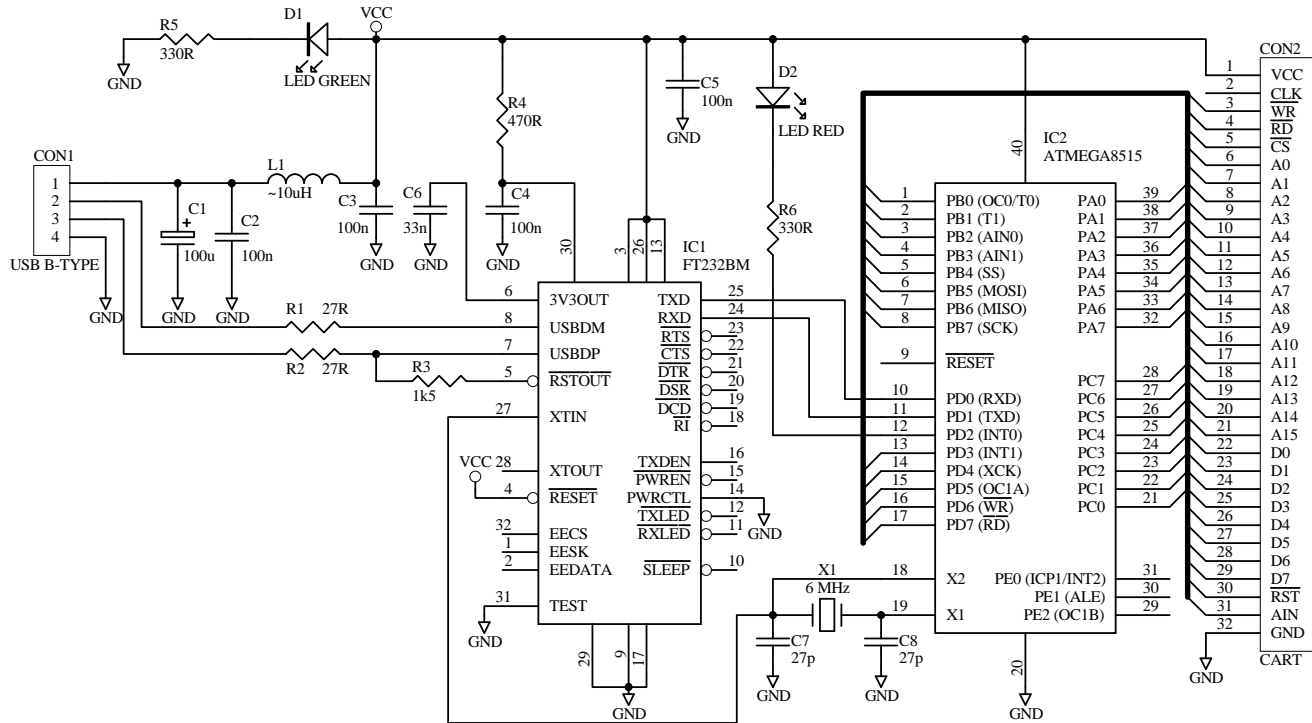 R5
330R
GND
D1
LED GREEN
VCC
CON1
1
2
3
4
USB B-TYPE
GND
C1
+
100u
GND
C2
100n
GND
L1
~10uH
C3
100n
GND
C6
33n
GND
R4
470R
C4
100n
GND
C5
100n
GND
D2
LED RED
R6
330R
R1
27R
R2
27R
R3
1k5
IC1
FT232BM
30
3
26
13
6
3V3OUT
8
USBDM
7
USBDP
5
RSTOUT
27
XTIN
VCC
28
XTOUT
4
RESET
32
EECS
1
EESK
2
EEDATA
31
TEST
GND
TXD
25
RXD
24
RTS
23
CTS
22
DTR
21
DSR
20
DCD
19
RI
18
TXDEN
16
PWREN
15
PWRCTL
14
GND
TXLED
12
RXLED
11
SLEEP
10
29
9
17
GND
X1
6 MHz
C7
27p
GND
C8
27p
GND
IC2
ATMEGA8515
40
1
PB0 (OC0/T0)
2
PB1 (T1)
3
PB2 (AIN0)
4
PB3 (AIN1)
5
PB4 (SS)
6
PB5 (MOSI)
7
PB6 (MISO)
8
PB7 (SCK)
9
RESET
10
PD0 (RXD)
11
PD1 (TXD)
12
PD2 (INT0)
13
PD3 (INT1)
14
PD4 (XCK)
15
PD5 (OC1A)
16
PD6 (WR)
17
PD7 (RD)
18
X2
19
X1
PA0
39
PA1
38
PA2
37
PA3
36
PA4
35
PA5
34
PA6
33
PA7
32
PC7
28
PC6
27
PC5
26
PC4
25
PC3
24
PC2
23
PC1
22
PC0
21
PE0 (ICP1/INT2)
31
PE1 (ALE)
30
PE2 (OC1B)
29
20
GND
CON2
1
VCC
2
CLK
3
WR
4
RD
5
CS
6
A0
7
A1
8
A2
9
A3
10
A4
11
A5
12
A6
13
A7
14
A8
15
A9
16
A10
17
A11
18
A12
19
A13
20
A14
21
A15
22
D0
23
D1
24
D2
25
D3
26
D4
27
D5
28
D6
29
D7
30
RST
31
AIN
32
GND
GND
CART